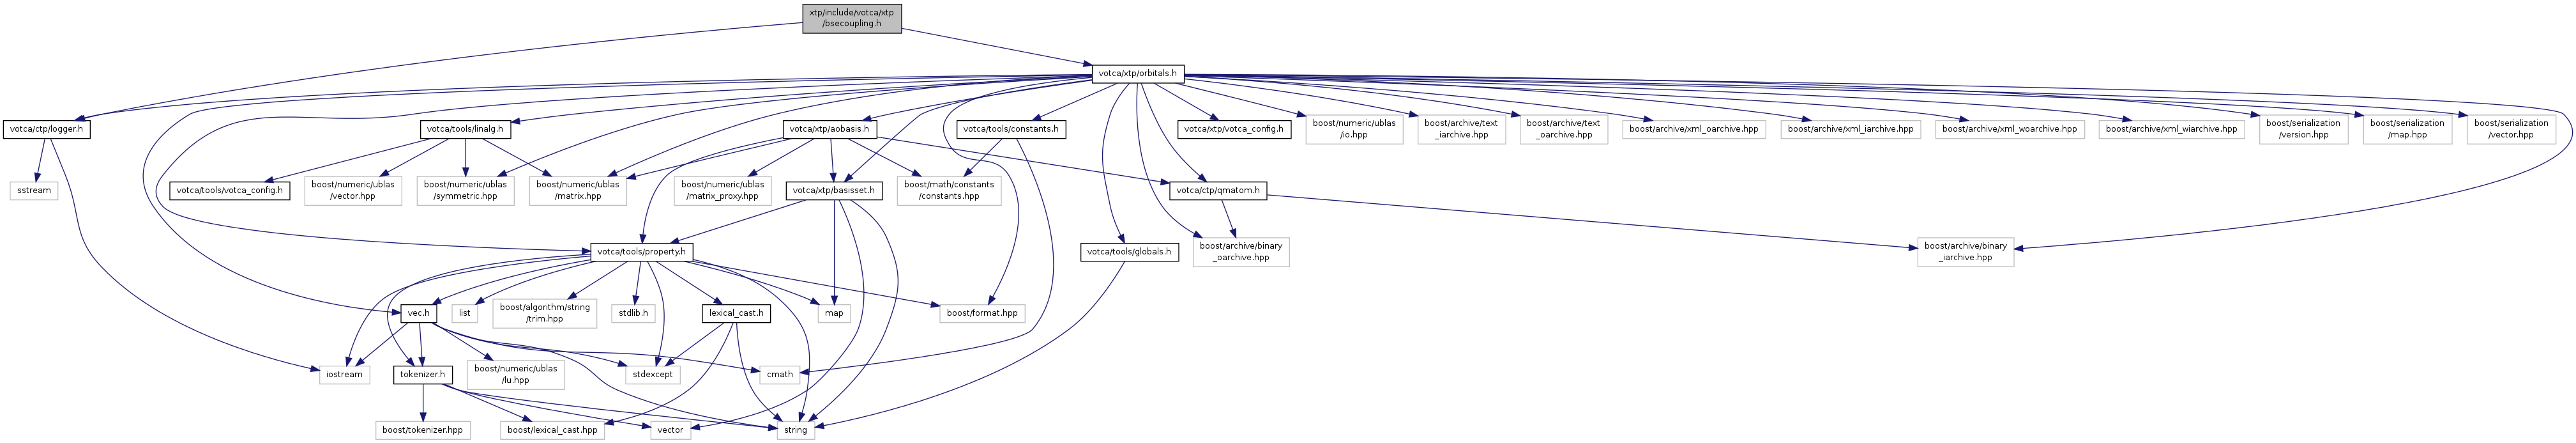 xtp/include/votca/xtp
/bsecoupling.h
votca/xtp/orbitals.h
votca/ctp/logger.h
votca/tools/linalg.h
votca/xtp/aobasis.h
votca/tools/constants.h
votca/xtp/votca_config.h
boost/numeric/ublas
/io.hpp
boost/archive/text
_iarchive.hpp
boost/archive/text
_oarchive.hpp
boost/archive/xml_oarchive.hpp
boost/archive/xml_iarchive.hpp
boost/archive/xml_woarchive.hpp
boost/archive/xml_wiarchive.hpp
boost/serialization
/version.hpp
boost/serialization
/map.hpp
boost/serialization
/vector.hpp
sstream
votca/tools/votca_config.h
boost/numeric/ublas
/vector.hpp
boost/numeric/ublas
/symmetric.hpp
boost/numeric/ublas
/matrix.hpp
boost/numeric/ublas
/matrix_proxy.hpp
votca/xtp/basisset.h
boost/math/constants
/constants.hpp
votca/ctp/qmatom.h
votca/tools/property.h
votca/tools/globals.h
boost/archive/binary
_oarchive.hpp
boost/archive/binary
_iarchive.hpp
vec.h
list
boost/algorithm/string
/trim.hpp
stdlib.h
lexical_cast.h
map
boost/format.hpp
iostream
tokenizer.h
boost/numeric/ublas
/lu.hpp
stdexcept
cmath
boost/tokenizer.hpp
boost/lexical_cast.hpp
vector
string